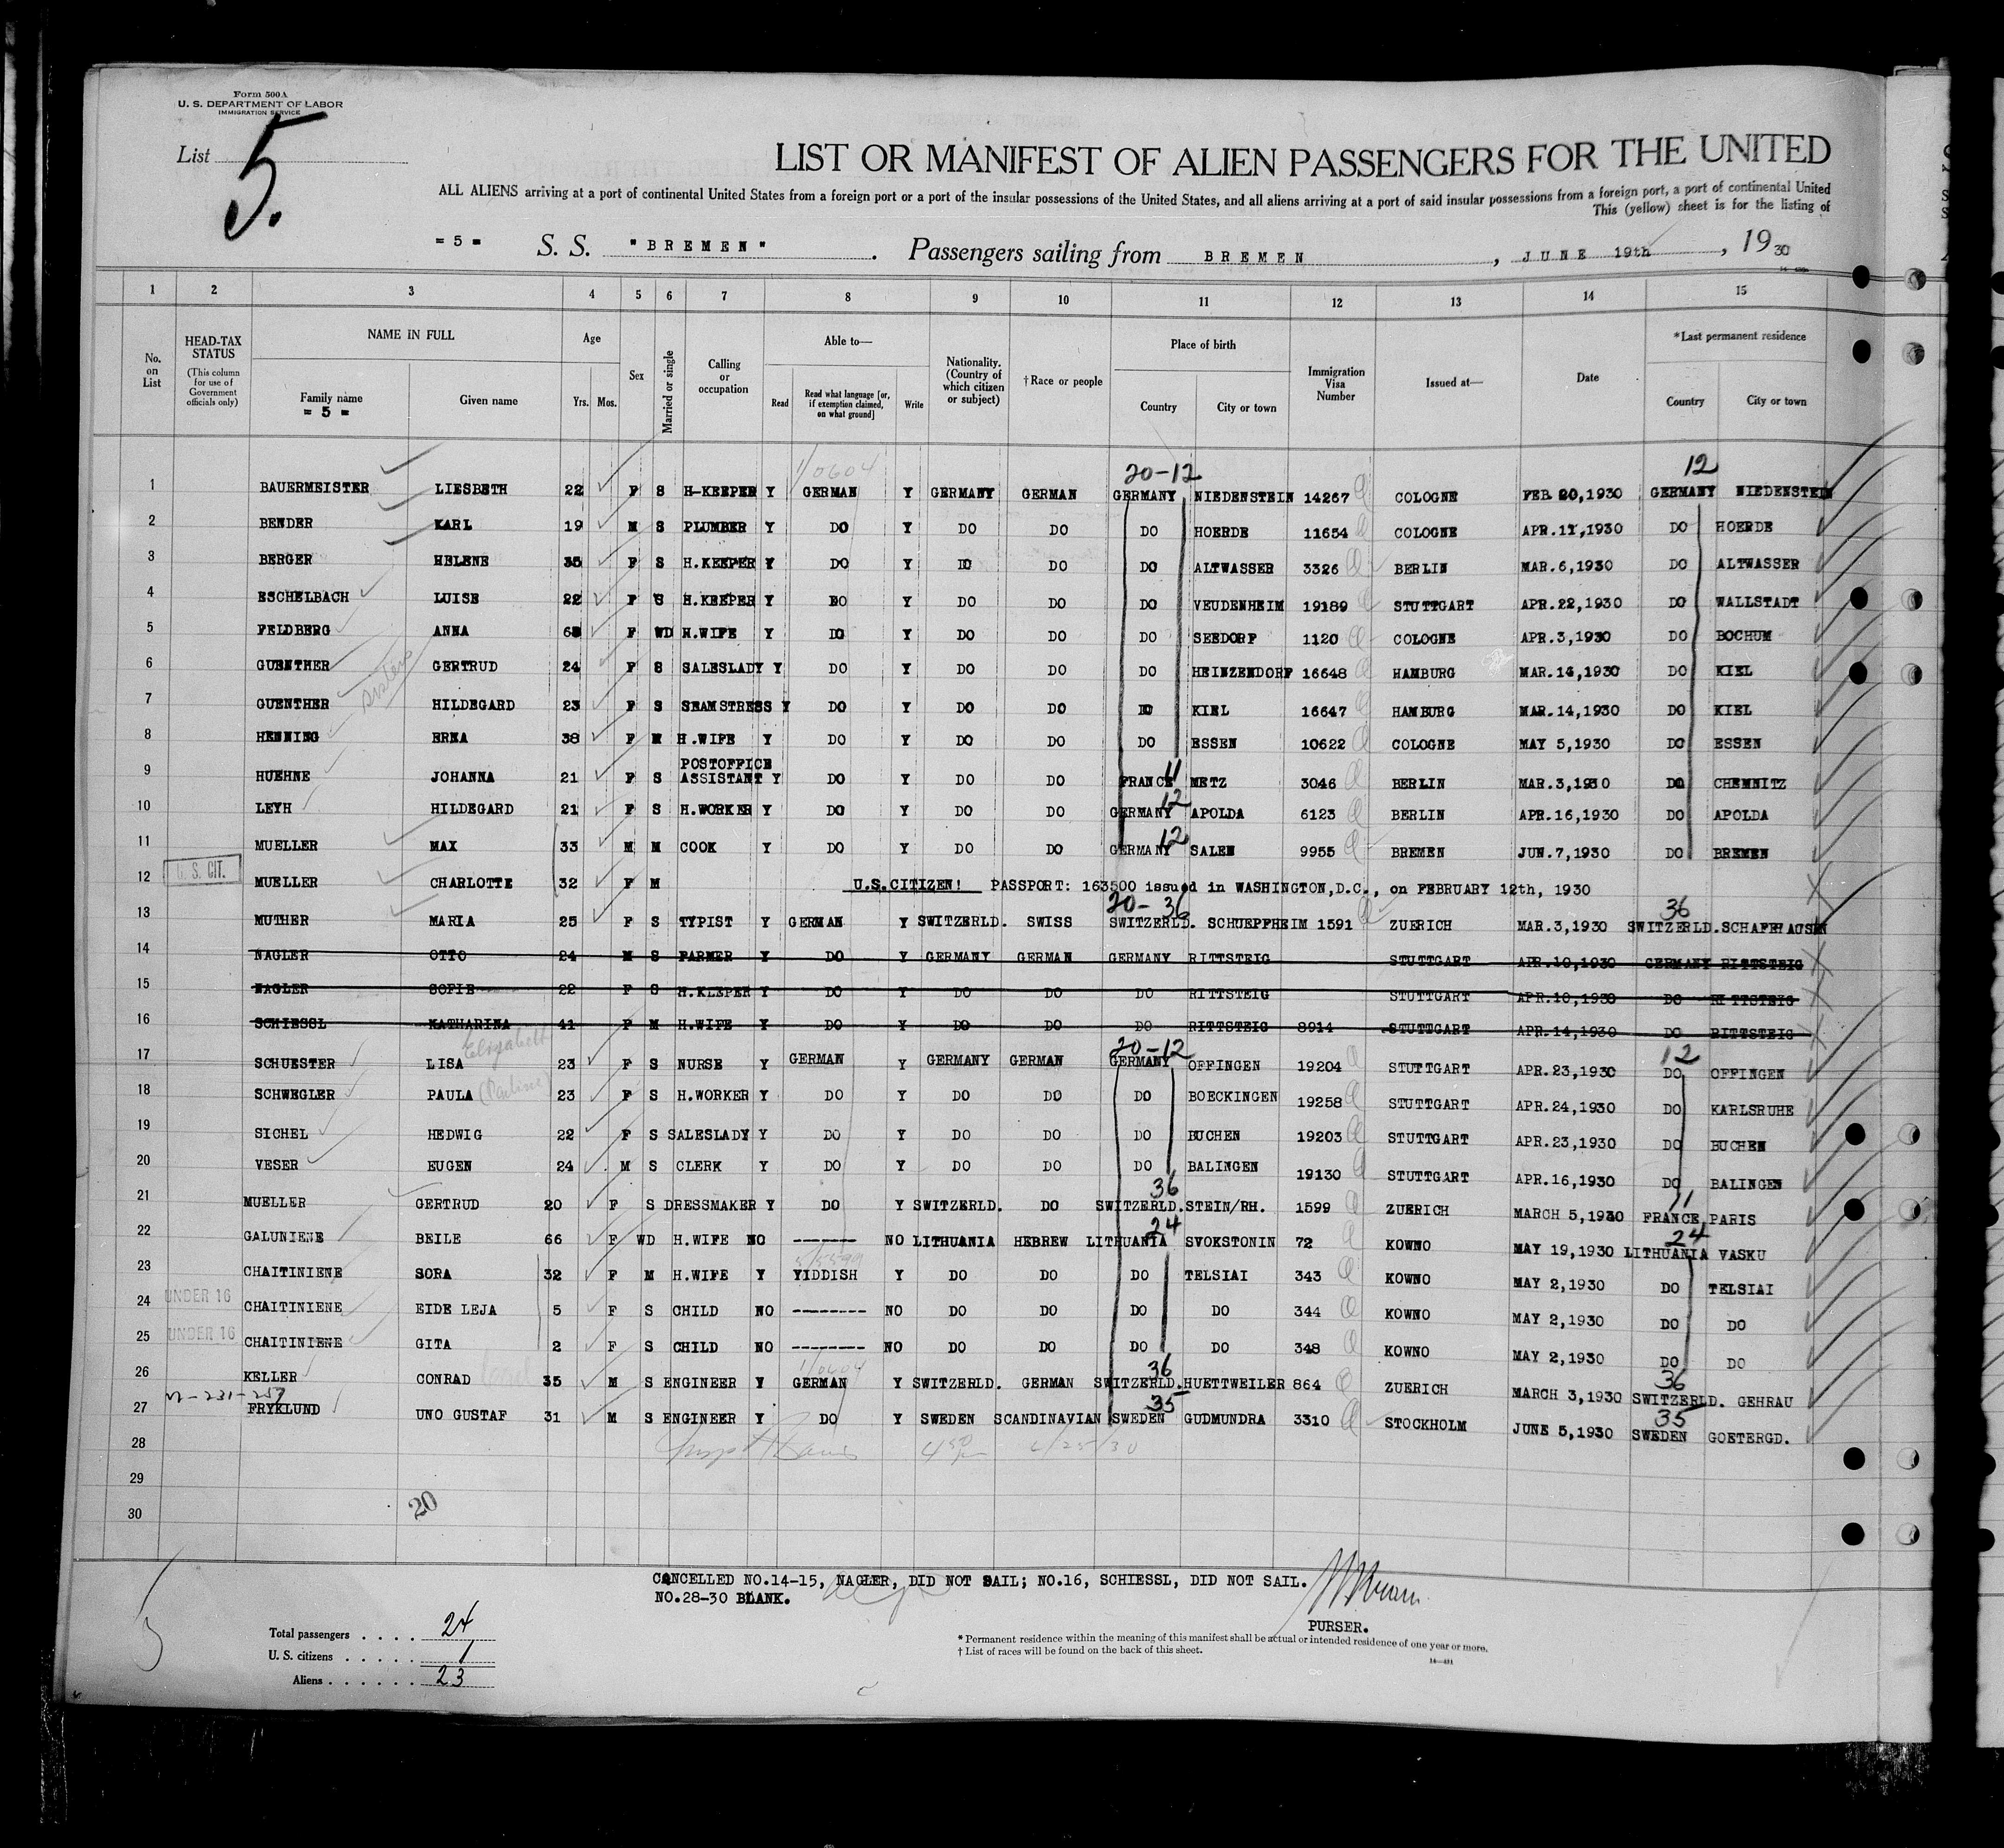 Form 500A
U. S. DEPARTMENT OF LABOR
IMMIGRATION SERVICE
List 5.
LIST OR MANIFEST OF ALIEN PASSENGERS FOR THE UNITED
ALL ALIENS arriving at a port of continental United States from a foreign port or a port of the insular possessions of the United States, and all aliens arriving at a port of said insular possessions from a foreign port, a port of continental United
This (yellow) sheet is for the listing of
= 5 = S. S. "BREMEN" . Passengers sailing from BREMEN , JUNE 19th , 1930
1 2 3 4 5 6 7 8 9 10 11 12 13 14 15
No. on List
HEAD-TAX STATUS (This column for use of Government officials only)
NAME IN FULL
Family name = 5 =
Given name
Age Yrs. Mos.
Sex
Married or single
Calling or occupation
Able to—
Read
Read what language [or, if exemption claimed, on what ground]
Write
Nationality. (Country of which citizen or subject)
†Race or people
Place of birth
Country
City or town
Immigration Visa Number
Issued at—
Date
*Last permanent residence
Country
City or town
1/0604 20-12 12
1 BAUERMEISTER LIESBETH 22 F S H-KEEPER Y GERMAN Y GERMANY GERMAN GERMANY NIEDENSTEIN 14267 COLOGNE FEB 20,1930 GERMANY NIEDENSTEIN
2 BENDER KARL 19 M S PLUMBER Y DO Y DO DO DO HOERDE 11654 COLOGNE APR.11,1930 DO HOERDE
3 BERGER HELENE 35 F S H.KEEPER Y DO Y DO DO DO ALTWASSER 3326 BERLIN MAR.6,1930 DO ALTWASSER
4 ESCHELBACH LUISE 22 F S H.KEEPER Y DO Y DO DO DO VEUDENHEIM 19189 STUTTGART APR.22,1930 DO WALLSTADT
5 FELDBERG ANNA F WD H.WIFE Y DO Y DO DO DO SEEDORF 1120 COLOGNE APR.3,1930 DO BOCHUM
6 GUENTHER sisters GERTRUD 24 F S SALESLADY Y DO Y DO DO DO HEINZENDORF 16648 HAMBURG MAR.14,1930 DO KIEL
7 GUENTHER HILDEGARD 23 F S SEAMSTRESS Y DO Y DO DO DO KIEL 16647 HAMBURG MAR.14,1930 DO KIEL
8 HENNING ERNA 38 F M H.WIFE Y DO Y DO DO DO ESSEN 10622 COLOGNE MAY 5,1930 DO ESSEN
9 HUEHNE JOHANNA 21 F S POSTOFFICE ASSISTANT Y DO Y DO DO FRANCE 11 METZ 3046 BERLIN MAR.3,1930 DO CHEMNITZ
10 LEYH HILDEGARD 21 F S H.WORKER Y DO Y DO DO GERMANY 12 APOLDA 6123 BERLIN APR.16,1930 DO APOLDA
11 MUELLER MAX 33 M M COOK Y DO Y DO DO GERMANY 12 SALEN 9955 BREMEN JUN.7,1930 DO BREMEN
12 U. S. CIT. MUELLER CHARLOTTE 32 F M U.S.CITIZEN! PASSPORT: 163500 issued in WASHINGTON,D.C., on FEBRUARY 12th, 1930
20-36 36
13 MUTHER MARIA 25 F S TYPIST Y GERMAN Y SWITZERLD. SWISS SWITZERLD. SCHUEPFHEIM 1591 ZUERICH MAR.3,1930 SWITZERLD. SCHAFFHAUSEN
14 NAGLER OTTO 24 M S FARMER Y DO Y GERMANY GERMAN GERMANY RITTSTEIG STUTTGART APR.10,1930 GERMANY RITTSTEIG
15 NAGLER SOFIE 22 F S H.KEEPER Y DO Y DO DO DO RITTSTEIG STUTTGART APR.10,1930 DO RITTSTEIG
16 SCHIESSL KATHARINA 41 F M H.WIFE Y DO Y DO DO DO RITTSTEIG 8914 STUTTGART APR.14,1930 DO RITTSTEIG
Elizabeth 20-12 12
17 SCHUESTER LISA 23 F S NURSE Y GERMAN Y GERMANY GERMAN GERMANY OFFINGEN 19204 STUTTGART APR.23,1930 DO OFFINGEN
18 SCHWEGLER PAULA (Pauline) 23 F S H.WORKER Y DO Y DO DO DO BOECKINGEN 19258 STUTTGART APR.24,1930 DO KARLSRUHE
19 SICHEL HEDWIG 22 F S SALESLADY Y DO Y DO DO DO BUCHEN 19203 STUTTGART APR.23,1930 DO BUCHEN
20 VESER EUGEN 24 M S CLERK Y DO Y DO DO DO BALINGEN 19130 STUTTGART APR.16,1930 DO BALINGEN
36 11
21 MUELLER GERTRUD 20 F S DRESSMAKER Y DO Y SWITZERLD. DO SWITZERLD. STEIN/RH. 1599 ZUERICH MARCH 5,1930 FRANCE PARIS
24 24
22 GALUNIENE BEILE 66 F WD H.WIFE NO ------- NO LITHUANIA HEBREW LITHUANIA SVOKSTONIN 72 KOWNO MAY 19,1930 LITHUANIA VASKU
23 CHAITINIENE SORA 32 F M H.WIFE Y YIDDISH Y DO DO DO TELSIAI 343 KOWNO MAY 2,1930 DO TELSIAI
24 UNDER 16 CHAITINIENE EIDE LEJA 5 F S CHILD NO -------- NO DO DO DO DO 344 KOWNO MAY 2,1930 DO DO
25 UNDER 16 CHAITINIENE GITA 2 F S CHILD NO -------- NO DO DO DO DO 348 KOWNO MAY 2,1930 DO DO
1/0604 36 36
26 KELLER CONRAD 35 M S ENGINEER Y GERMAN Y SWITZERLD. GERMAN SWITZERLD. HUETTWEILER 864 ZUERICH MARCH 3,1930 SWITZERLD. GEHRAU
35 35
27 FRYKLUND UNO GUSTAF 31 M S ENGINEER Y DO Y SWEDEN SCANDINAVIAN SWEDEN GUDMUNDRA 3310 STOCKHOLM JUNE 5,1930 SWEDEN GOETERGD.
28
29
30 20
CANCELLED NO.14-15, NAGLER, DID NOT SAIL; NO.16, SCHIESSL, DID NOT SAIL.
NO.28-30 BLANK.
PURSER.
Total passengers . . . . 24
U. S. citizens . . . . . 1
Aliens . . . . . . 23
* Permanent residence within the meaning of this manifest shall be actual or intended residence of one year or more.
† List of races will be found on the back of this sheet.